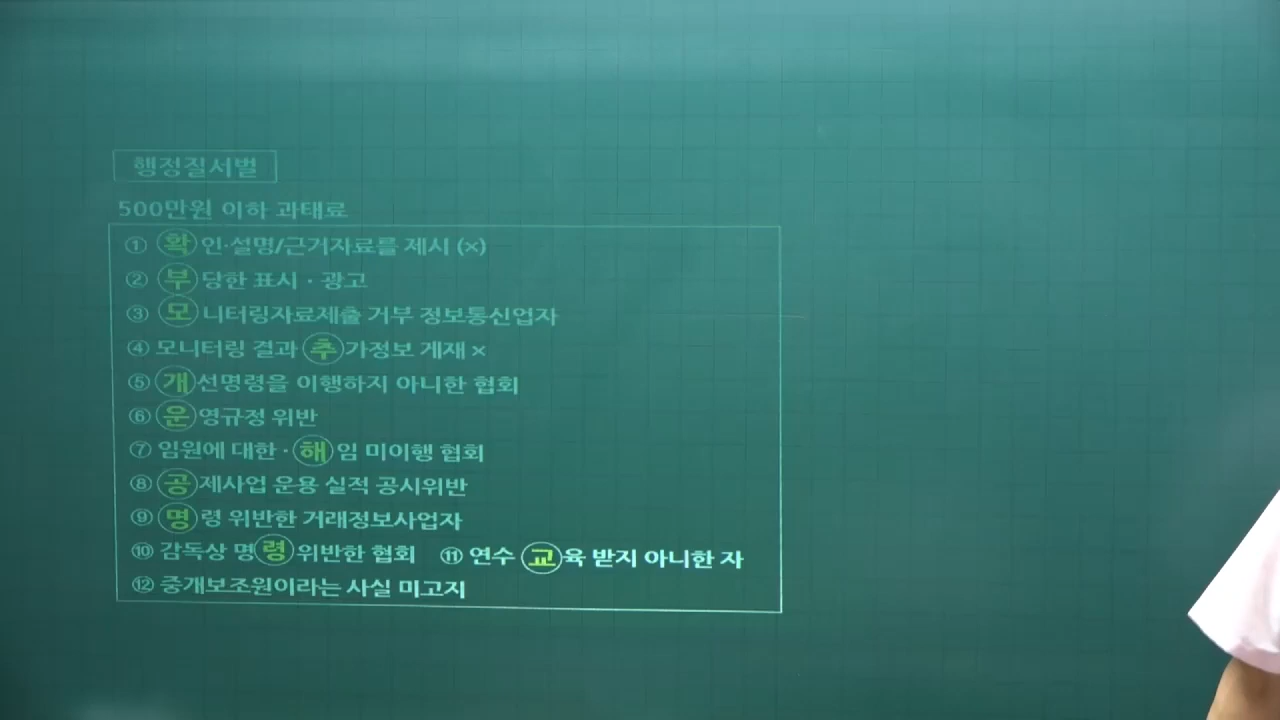 행정질서벌
500만원 이하 과태료
① 확인·설명/근거자료를 제시 (×)
② 부당한 표시·광고
③ 모니터링자료제출 거부 정보통신업자
④ 모니터링 결과 추가정보 게재 ×
⑤ 개선명령을 이행하지 아니한 협회
⑥ 운영규정 위반
⑦ 임원에 대한·해임 미이행 협회
⑧ 공제사업 운용 실적 공시위반
⑨ 명령 위반한 거래정보사업자
⑩ 감독상 명령위반한 협회 ⑪ 연수 교육 받지 아니한 자
⑫ 중개보조원이라는 사실 미고지